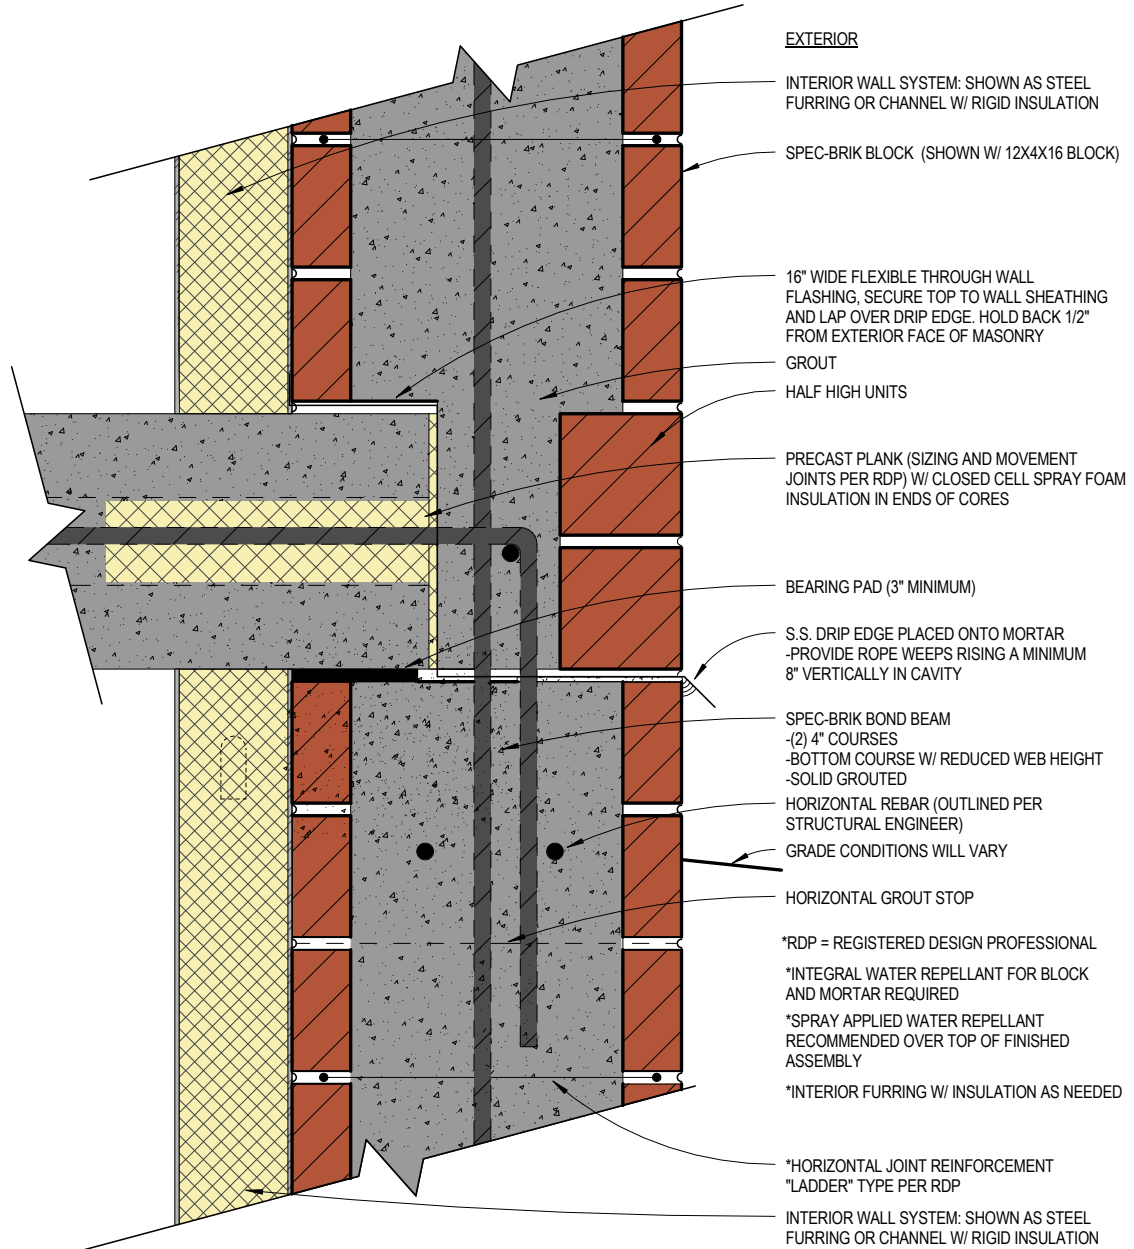 EXTERIOR
INTERIOR WALL SYSTEM: SHOWN AS STEEL
FURRING OR CHANNEL W/ RIGID INSULATION
SPEC-BRIK BLOCK (SHOWN W/ 12X4X16 BLOCK)
16" WIDE FLEXIBLE THROUGH WALL
FLASHING, SECURE TOP TO WALL SHEATHING
AND LAP OVER DRIP EDGE. HOLD BACK 1/2"
FROM EXTERIOR FACE OF MASONRY
GROUT
HALF HIGH UNITS
PRECAST PLANK (SIZING AND MOVEMENT
JOINTS PER RDP) W/ CLOSED CELL SPRAY FOAM
INSULATION IN ENDS OF CORES
BEARING PAD (3" MINIMUM)
S.S. DRIP EDGE PLACED ONTO MORTAR
-PROVIDE ROPE WEEPS RISING A MINIMUM
8" VERTICALLY IN CAVITY
SPEC-BRIK BOND BEAM
-(2) 4" COURSES
-BOTTOM COURSE W/ REDUCED WEB HEIGHT
-SOLID GROUTED
HORIZONTAL REBAR (OUTLINED PER
STRUCTURAL ENGINEER)
GRADE CONDITIONS WILL VARY
HORIZONTAL GROUT STOP
*RDP = REGISTERED DESIGN PROFESSIONAL
*INTEGRAL WATER REPELLANT FOR BLOCK
AND MORTAR REQUIRED
*SPRAY APPLIED WATER REPELLANT
RECOMMENDED OVER TOP OF FINISHED
ASSEMBLY
*INTERIOR FURRING W/ INSULATION AS NEEDED
*HORIZONTAL JOINT REINFORCEMENT
"LADDER" TYPE PER RDP
INTERIOR WALL SYSTEM: SHOWN AS STEEL
FURRING OR CHANNEL W/ RIGID INSULATION